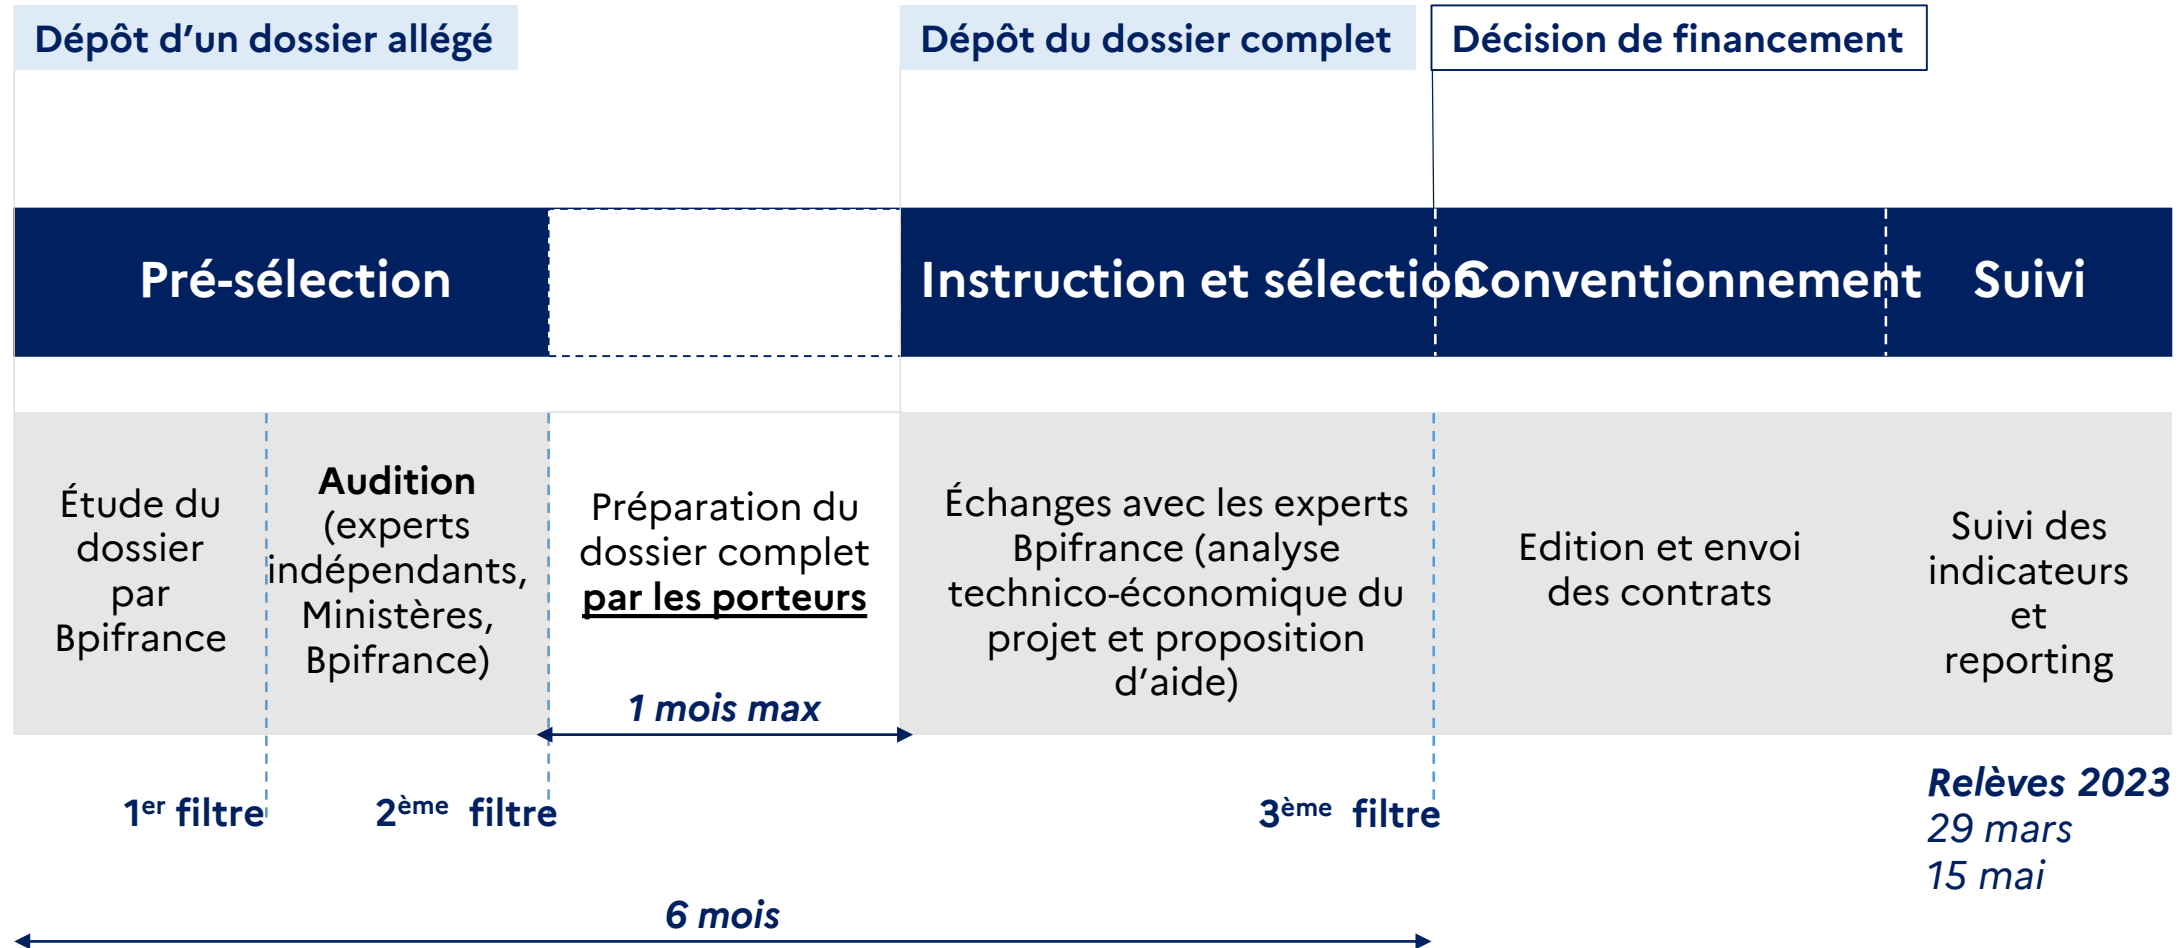 Dépôt d’un dossier allégé
Dépôt du dossier complet
Décision de financement
Pré-sélection
Instruction et sélection
Conventionnement
Suivi
Étude du
dossier
par
Bpifrance
Audition
(experts
indépendants,
Ministères,
Bpifrance)
Préparation du
dossier complet
par les porteurs
1 mois max
Échanges avec les experts
Bpifrance (analyse
technico-économique du
projet et proposition
d’aide)
Edition et envoi
des contrats
Suivi des
indicateurs
et
reporting
1er filtre
2ème filtre
3ème filtre
Relèves 2023
29 mars
15 mai
6 mois